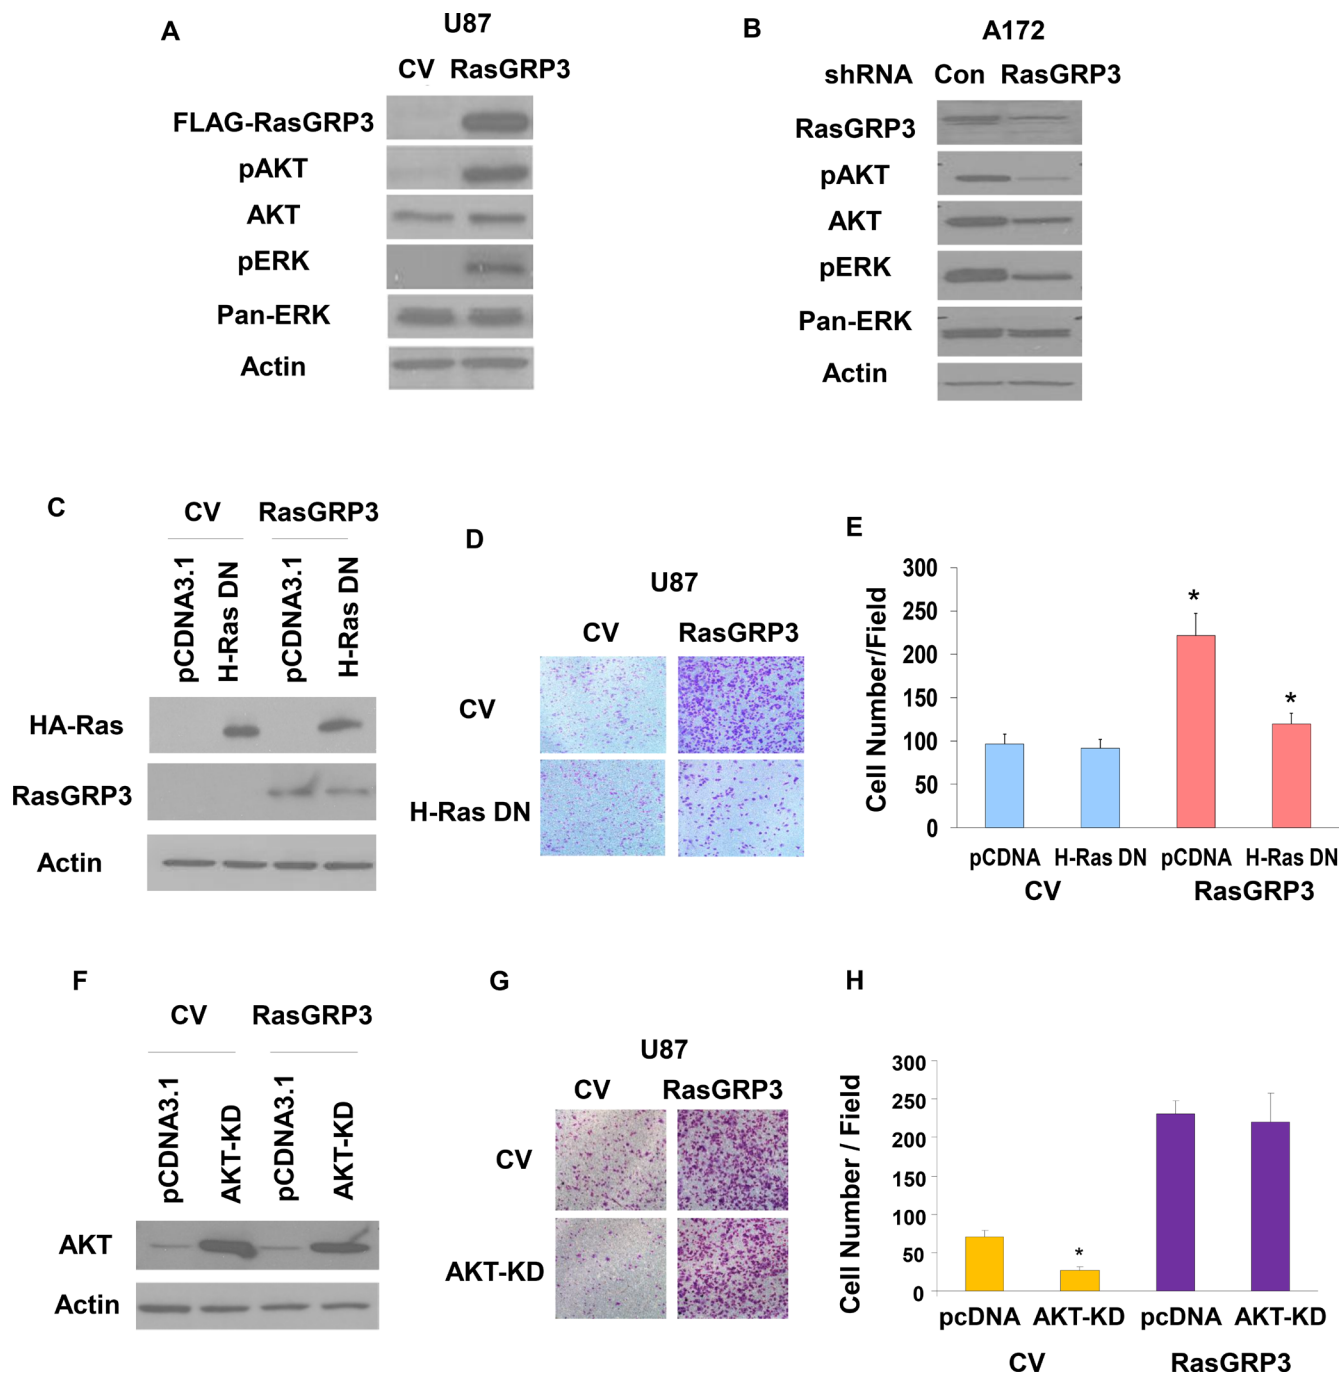 A
U87
CV RasGRP3
FLAG-RasGRP3
pAKT
AKT
pERK
Pan-ERK
Actin
B
A172
shRNA Con RasGRP3
RasGRP3
pAKT
AKT
pERK
Pan-ERK
Actin
C
CV RasGRP3
pCDNA3.1
H-Ras DN
pCDNA3.1
H-Ras DN
HA-Ras
RasGRP3
Actin
D
U87
CV RasGRP3
CV
H-Ras DN
E
Cell Number/Field
300
250
200
150
100
50
0
*
*
pCDNA H-Ras DN pCDNA H-Ras DN
CV RasGRP3
F
CV RasGRP3
pCDNA3.1
AKT-KD
pCDNA3.1
AKT-KD
AKT
Actin
G
U87
CV RasGRP3
CV
AKT-KD
H
Cell Number / Field
300
250
200
150
100
50
0
*
pcDNA AKT-KD pcDNA AKT-KD
CV RasGRP3